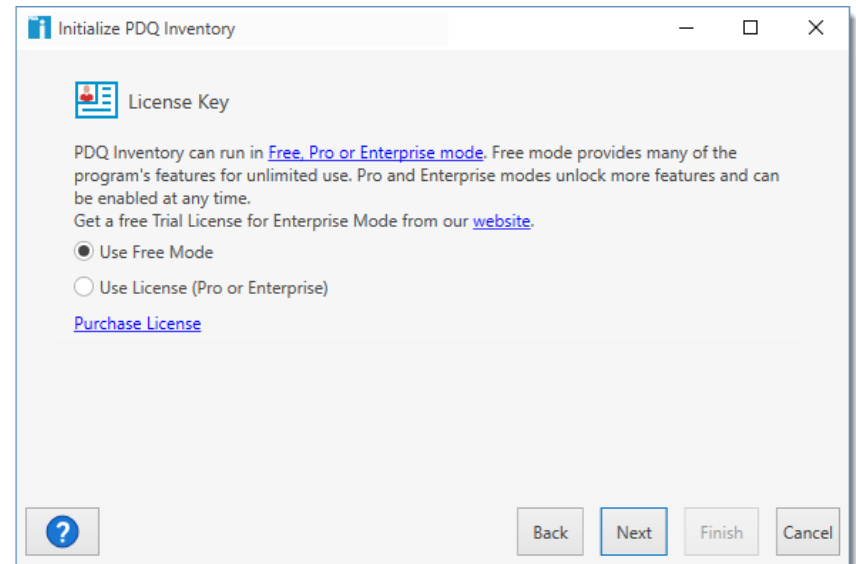 Initialize PDQ Inventory
License Key
PDQ Inventory can run in Free, Pro or Enterprise mode. Free mode provides many of the
program's features for unlimited use. Pro and Enterprise modes unlock more features and can
be enabled at any time.
Get a free Trial License for Enterprise Mode from our website.
Use Free Mode
Use License (Pro or Enterprise)
Purchase License
? Back Next Finish Cancel